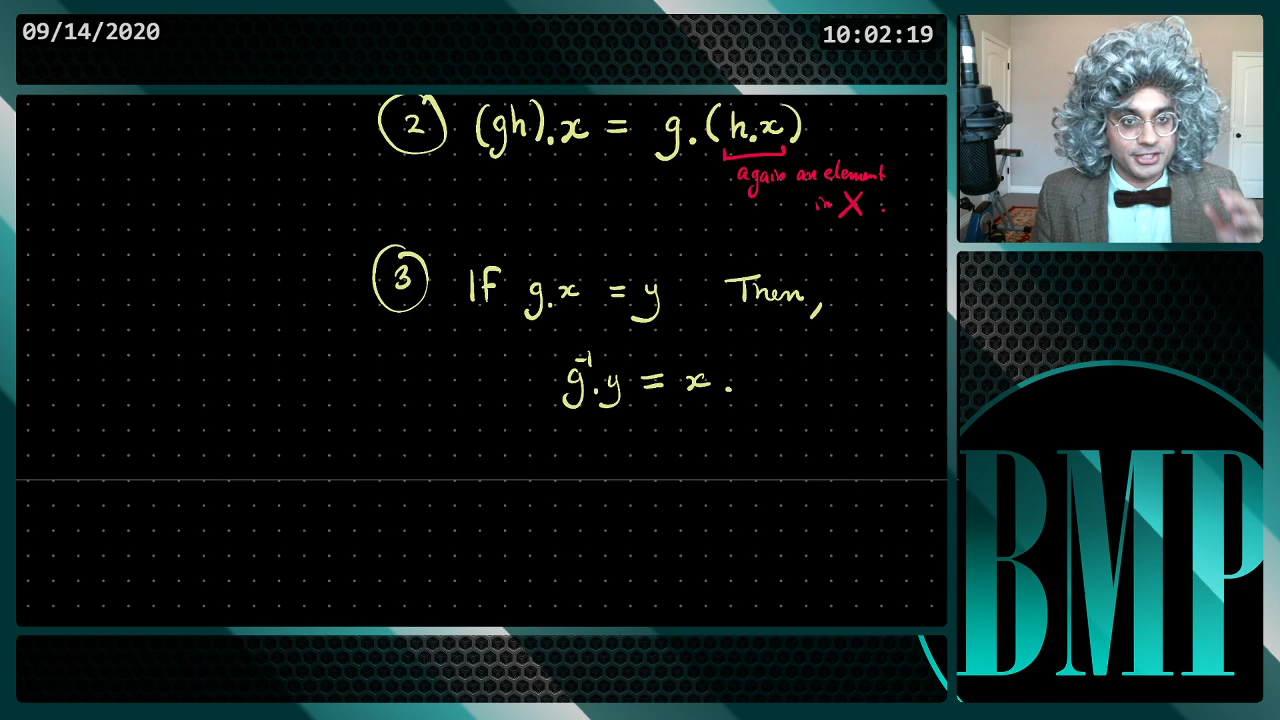 09/14/2020
10:02:19
② (gh).x = g.(h.x)
again an element
in X.
③ If g.x = y Then,
g⁻¹.y = x.
BMP